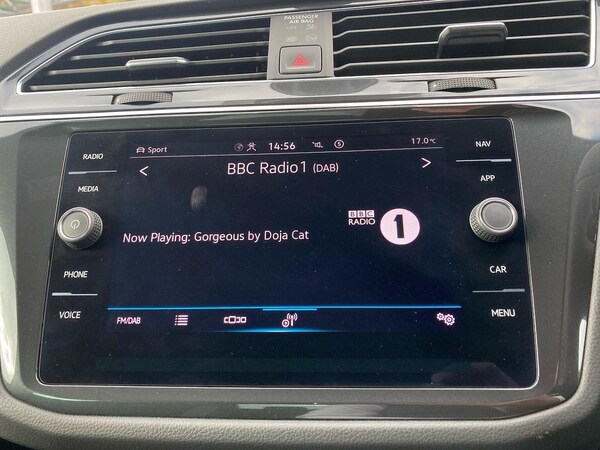 PASSENGER
AIR BAG
RADIO
MEDIA
PHONE
VOICE
Sport
14:56
S
17.0°C
< BBC Radio1 (DAB) >
Now Playing: Gorgeous by Doja Cat
BBC
RADIO
1
FM/DAB
NAV
APP
CAR
MENU